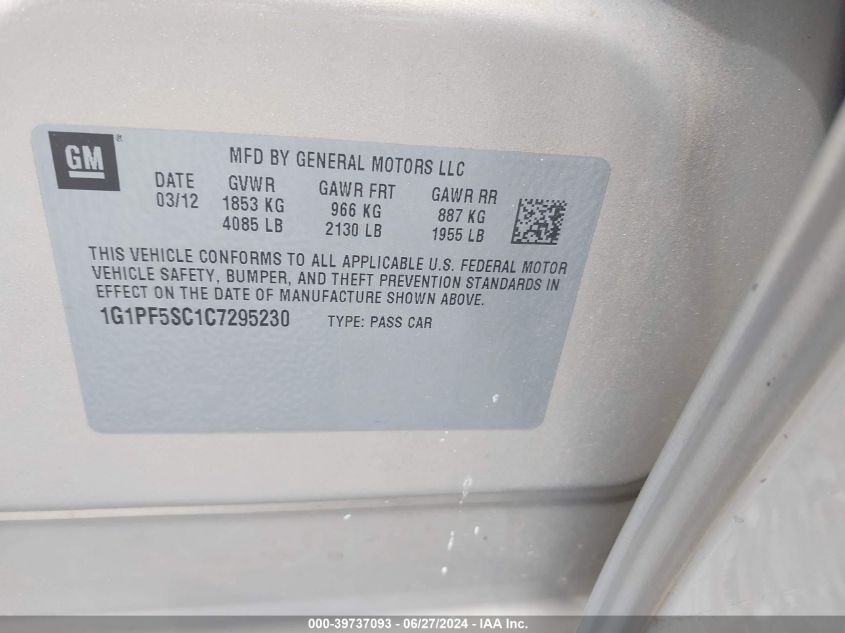 GM ®
MFD BY GENERAL MOTORS LLC
DATE GVWR GAWR FRT GAWR RR
03/12 1853 KG 966 KG 887 KG
4085 LB 2130 LB 1955 LB
THIS VEHICLE CONFORMS TO ALL APPLICABLE U.S. FEDERAL MOTOR
VEHICLE SAFETY, BUMPER, AND THEFT PREVENTION STANDARDS IN
EFFECT ON THE DATE OF MANUFACTURE SHOWN ABOVE.
1G1PF5SC1C7295230 TYPE: PASS CAR
000-39737093 - 06/27/2024 - IAA Inc.